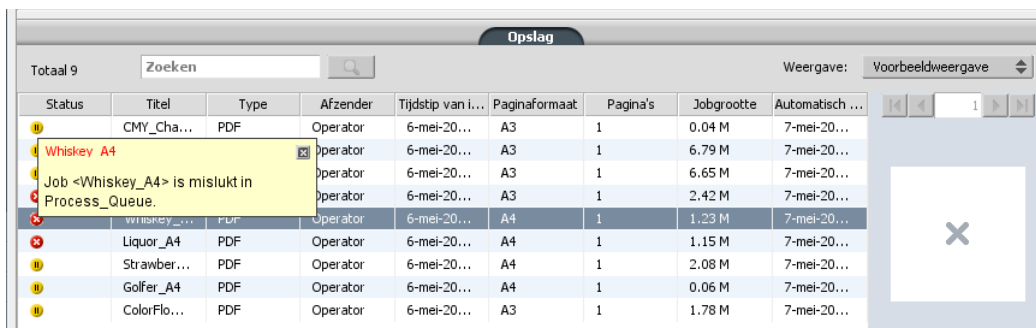 Opslag
Totaal 9 Zoeken Weergave: Voorbeeldweergave
Status Titel Type Afzender Tijdstip van i... Paginaformaat Pagina's Jobgrootte Automatisch ... 1
CMY_Cha... PDF Operator 6-mei-20... A3 1 0.04 M 7-mei-20...
Whiskey_A4
Operator 6-mei-20... A3 1 6.79 M 7-mei-20...
Job <Whiskey_A4> is mislukt in
Operator 6-mei-20... A3 1 6.65 M 7-mei-20...
Process_Queue.
Operator 6-mei-20... A3 1 2.42 M 7-mei-20...
Whiskey_... PDF Operator 6-mei-20... A4 1 1.23 M 7-mei-20...
Liquor_A4 PDF Operator 6-mei-20... A4 1 1.15 M 7-mei-20...
Strawber... PDF Operator 6-mei-20... A4 1 2.08 M 7-mei-20...
Golfer_A4 PDF Operator 6-mei-20... A4 1 0.06 M 7-mei-20...
ColorFlo... PDF Operator 6-mei-20... A3 1 1.78 M 7-mei-20...